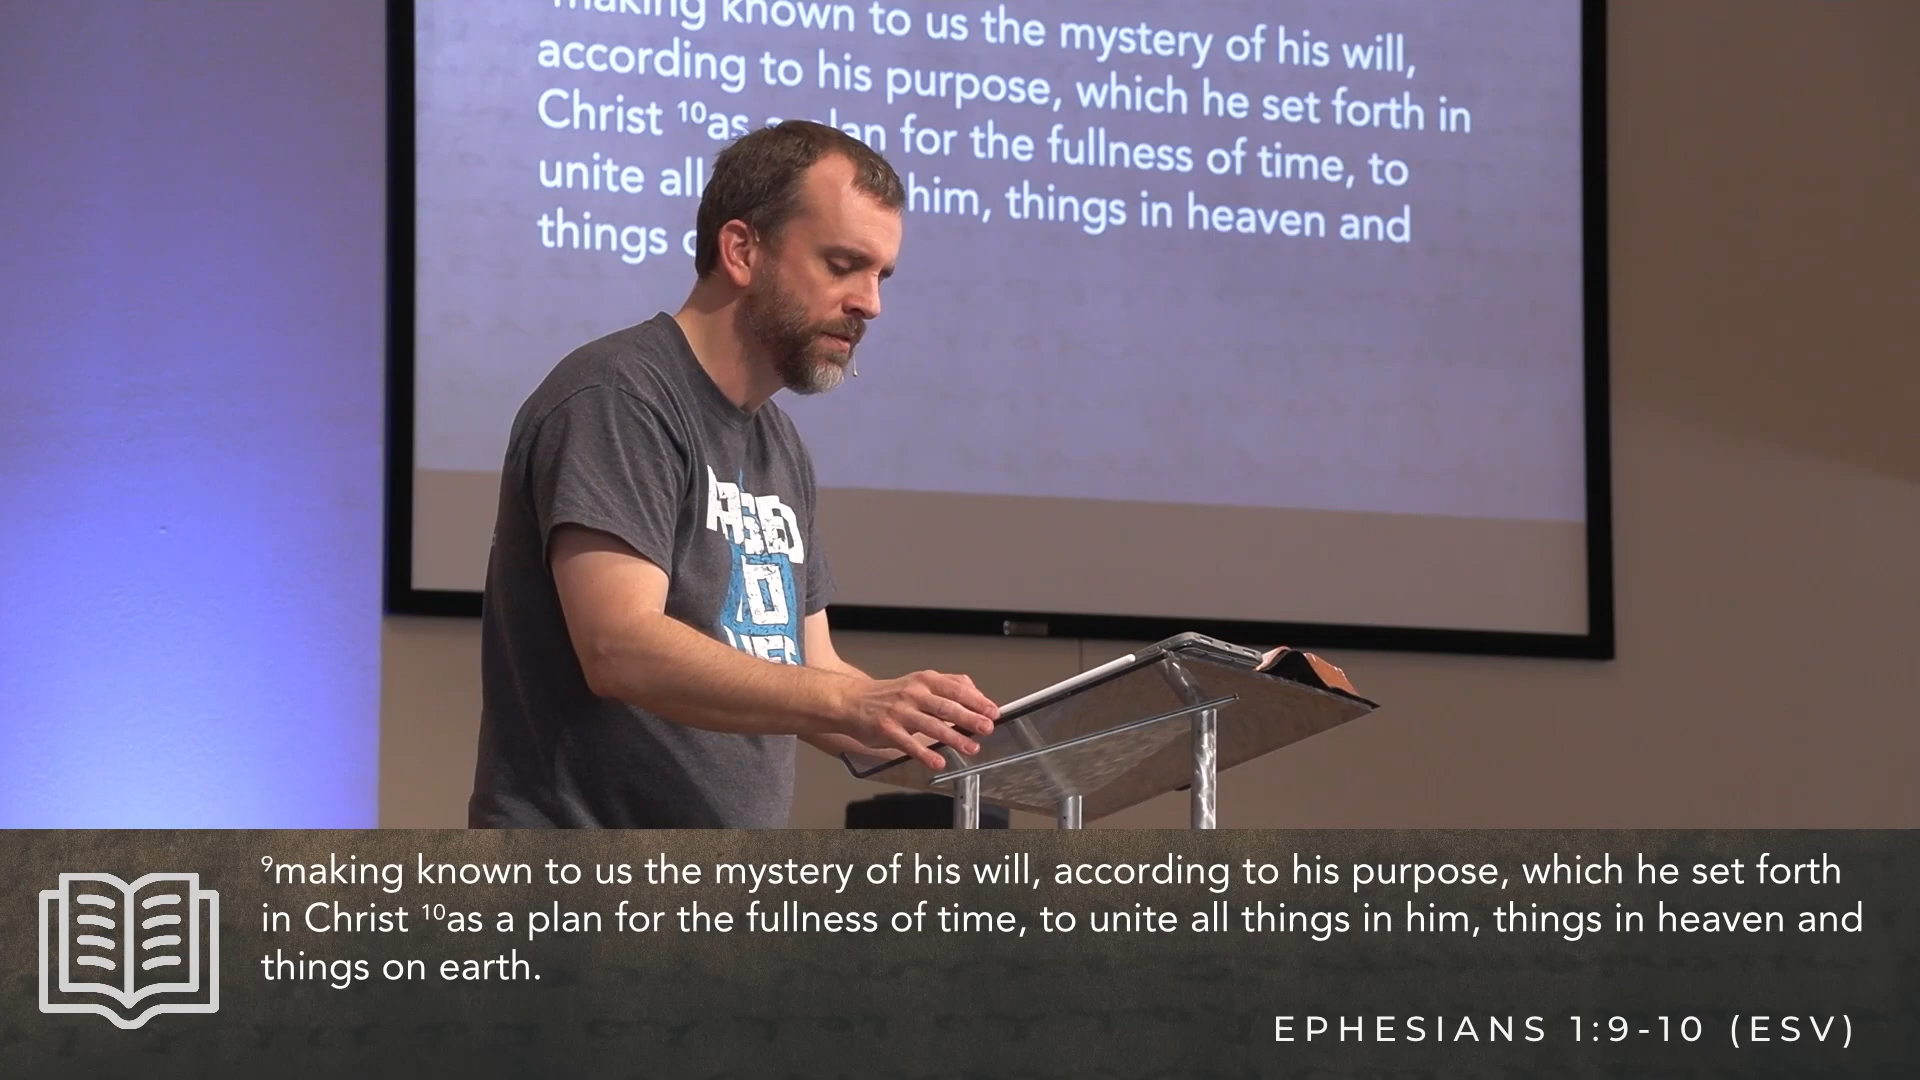 making known to us the mystery of his will,
according to his purpose, which he set forth in
Christ ¹⁰as a plan for the fullness of time, to
unite all him, things in heaven and
things
TO
⁹making known to us the mystery of his will, according to his purpose, which he set forth
in Christ ¹⁰as a plan for the fullness of time, to unite all things in him, things in heaven and
things on earth.
EPHESIANS 1:9-10 (ESV)